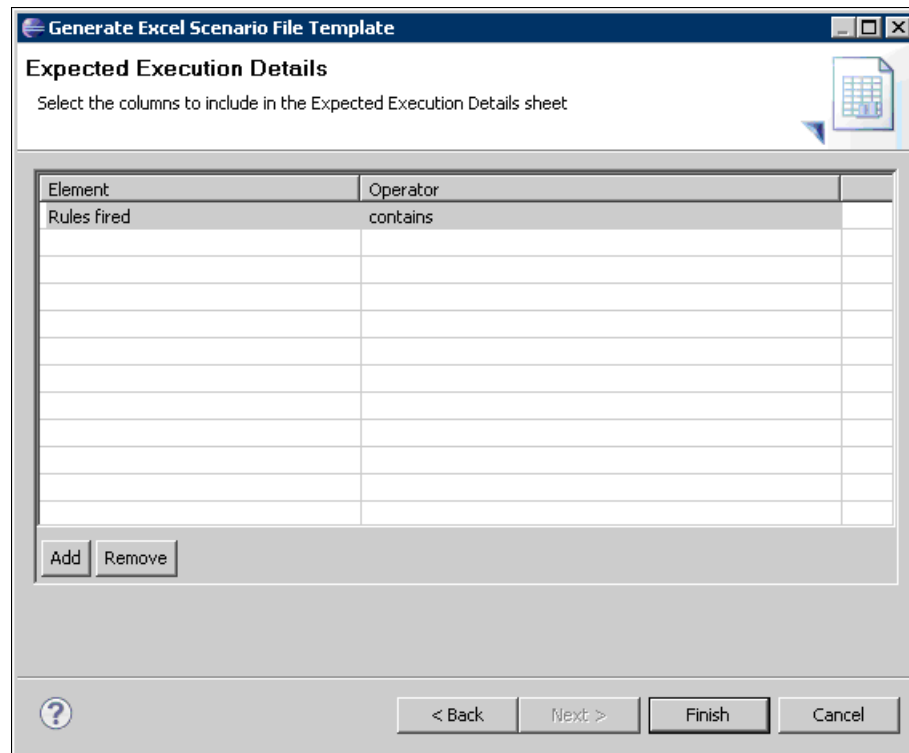 Generate Excel Scenario File Template
Expected Execution Details
Select the columns to include in the Expected Execution Details sheet
Element Operator
Rules fired contains
Add Remove
? < Back Next > Finish Cancel